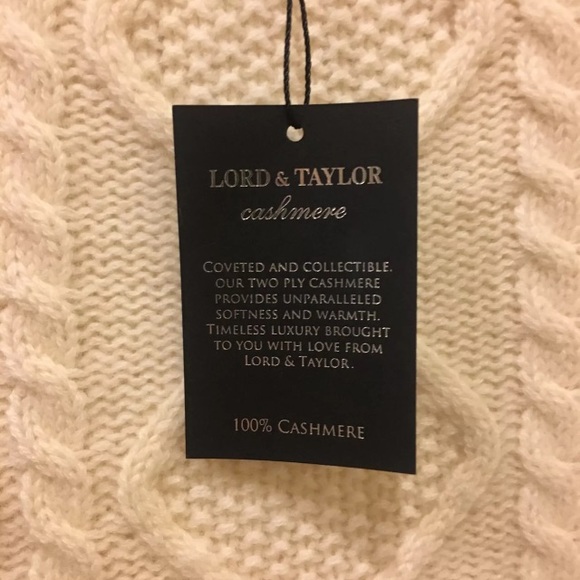 LORD & TAYLOR
cashmere
COVETED AND COLLECTIBLE.
OUR TWO PLY CASHMERE
PROVIDES UNPARALLELED
SOFTNESS AND WARMTH.
TIMELESS LUXURY BROUGHT
TO YOU WITH LOVE FROM
LORD & TAYLOR.
100% CASHMERE